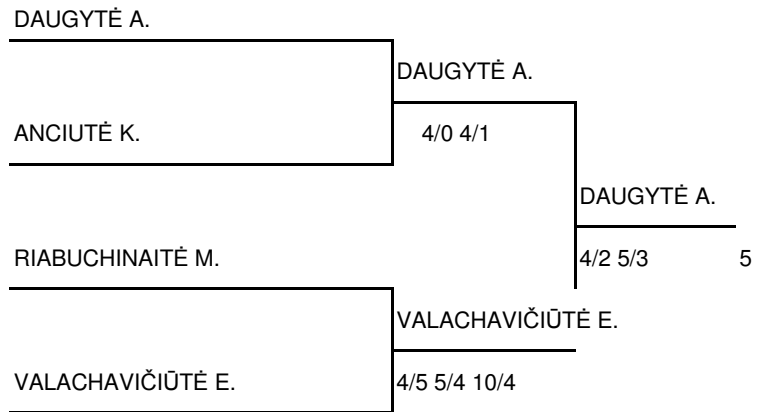 DAUGYTĖ A.
DAUGYTĖ A.
ANCIUTĖ K.
4/0 4/1
DAUGYTĖ A.
RIABUCHINAITĖ M.
4/2 5/3 5
VALACHAVIČIŪTĖ E.
VALACHAVIČIŪTĖ E.
4/5 5/4 10/4